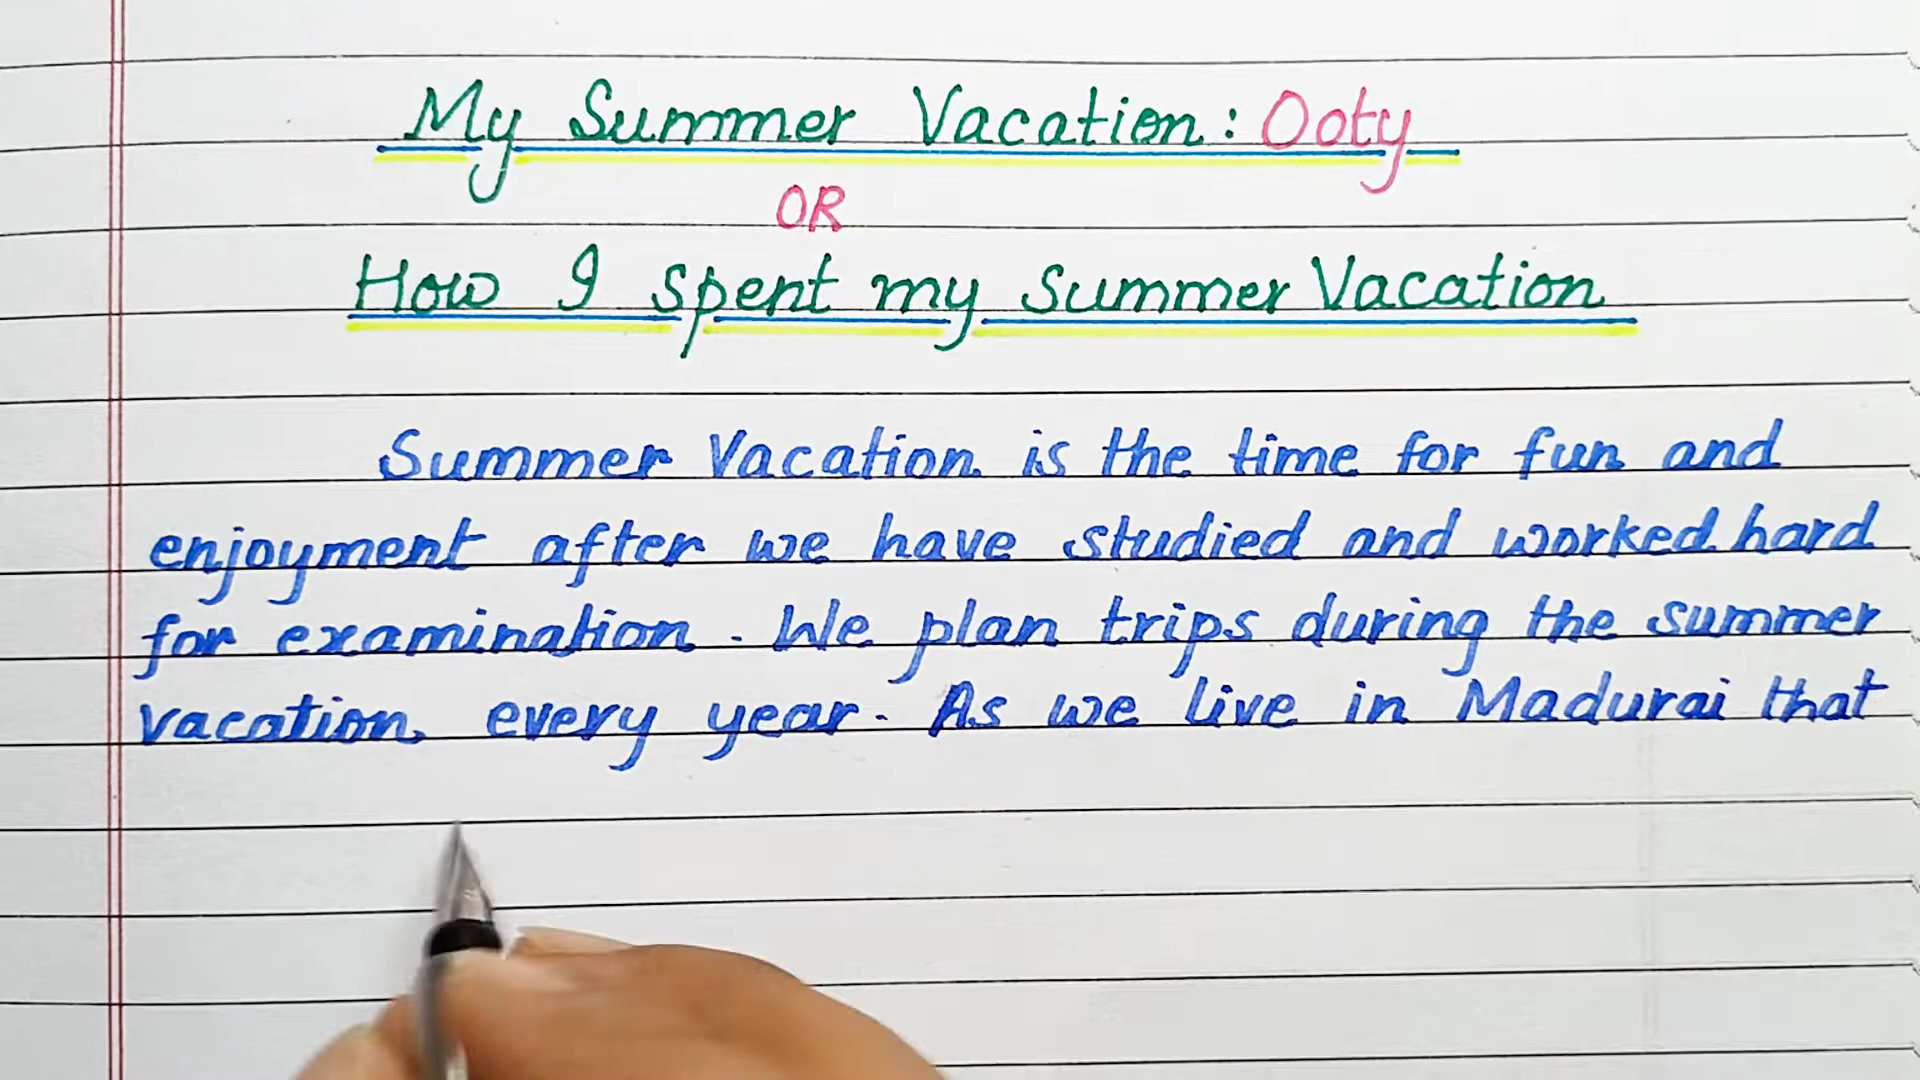 My Summer Vacation: Ooty
OR
How I spent my Summer Vacation
Summer Vacation is the time for fun and
enjoyment after we have studied and worked hard
for examination. We plan trips during the summer
vacation every year. As we live in Madurai that